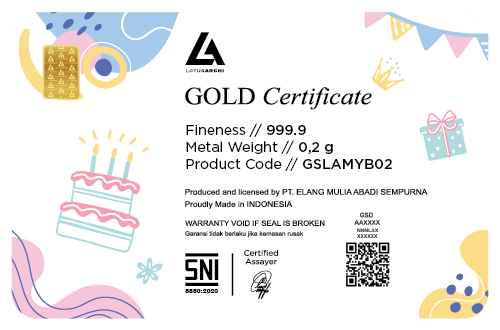 LOTUSARCHI
GOLD Certificate
Fineness // 999.9
Metal Weight // 0,2 g
Product Code // GSLAMYB02
Produced and licensed by PT. ELANG MULIA ABADI SEMPURNA
Proudly Made in INDONESIA
WARRANTY VOID IF SEAL IS BROKEN
Garansi tidak berlaku jika kemasan rusak
GSD
AAXXXX
NNNLXX
XXXXXX
SNI
8880:2020
Certified
Assayer